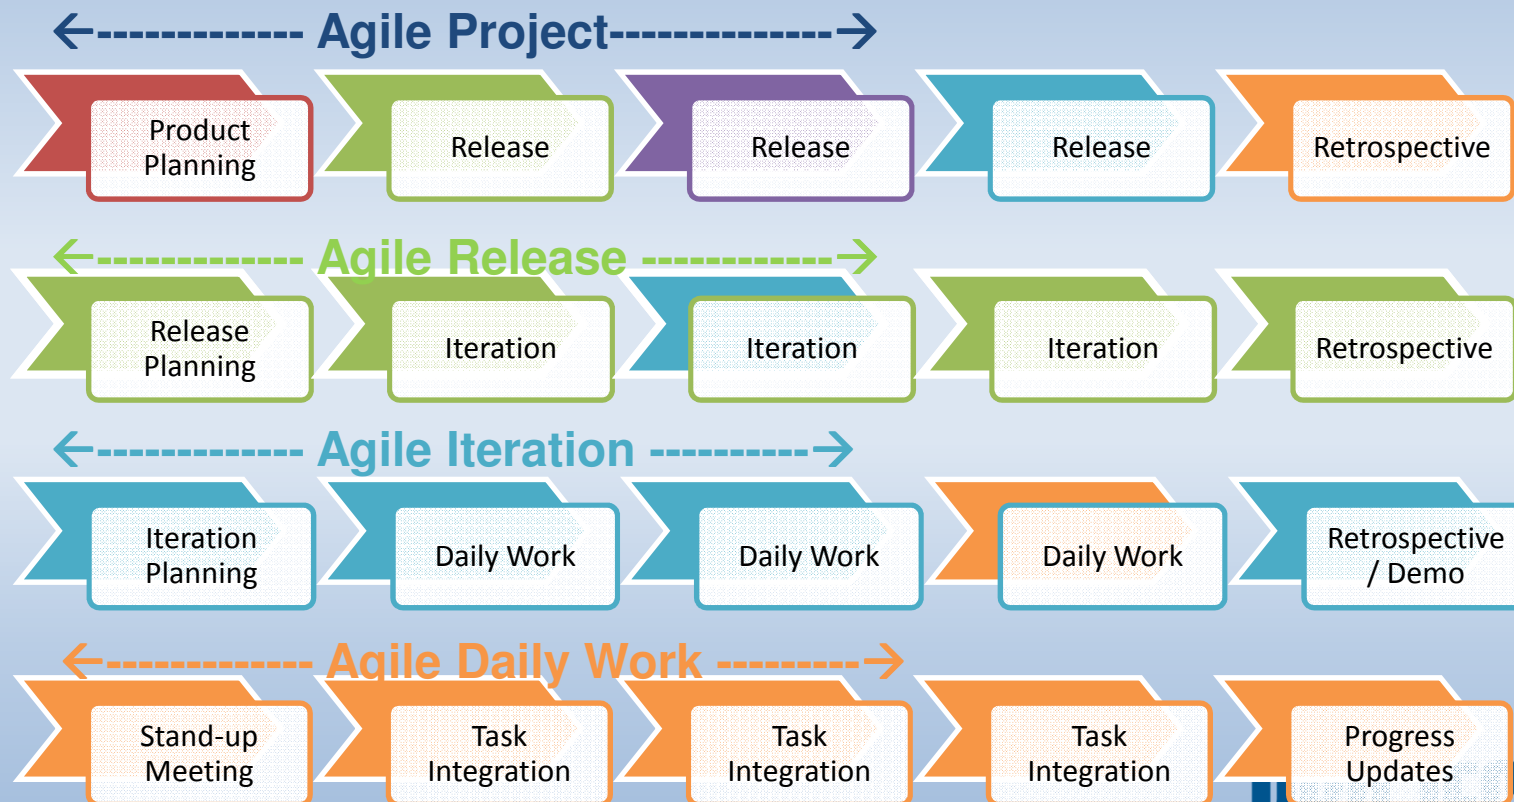 ←------------- Agile Project--------------→
Product
Planning
Release
Release
Release
Retrospective
←------------- Agile Release ------------→
Release
Planning
Iteration
Iteration
Iteration
Retrospective
←------------- Agile Iteration ----------→
Iteration
Planning
Daily Work
Daily Work
Daily Work
Retrospective
/ Demo
←------------- Agile Daily Work ---------→
Stand-up
Meeting
Task
Integration
Task
Integration
Task
Integration
Progress
Updates